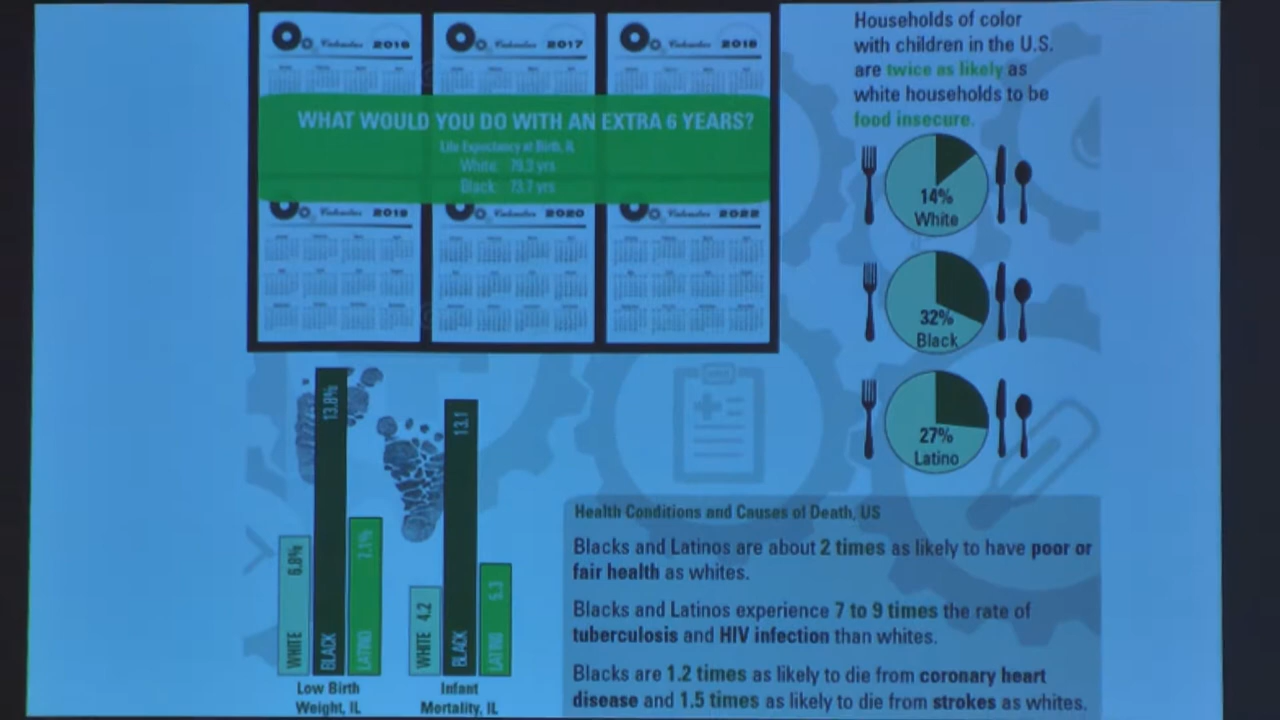 Calendar 2016
Calendar 2017
Calendar 2018
WHAT WOULD YOU DO WITH AN EXTRA 6 YEARS?
Life Expectancy at Birth, IL
White: 79.3 yrs
Black: 73.7 yrs
Calendar 2019
Calendar 2020
Calendar 2022
Households of color
with children in the U.S.
are twice as likely as
white households to be
food insecure.
14%
White
32%
Black
27%
Latino
6.8%
WHITE
13.8%
BLACK
7.1%
LATINO
Low Birth
Weight, IL
4.2
WHITE
13.1
BLACK
LATINO
Infant
Mortality, IL
Health Conditions and Causes of Death, US
Blacks and Latinos are about 2 times as likely to have poor or
fair health as whites.
Blacks and Latinos experience 7 to 9 times the rate of
tuberculosis and HIV infection than whites.
Blacks are 1.2 times as likely to die from coronary heart
disease and 1.5 times as likely to die from strokes as whites.